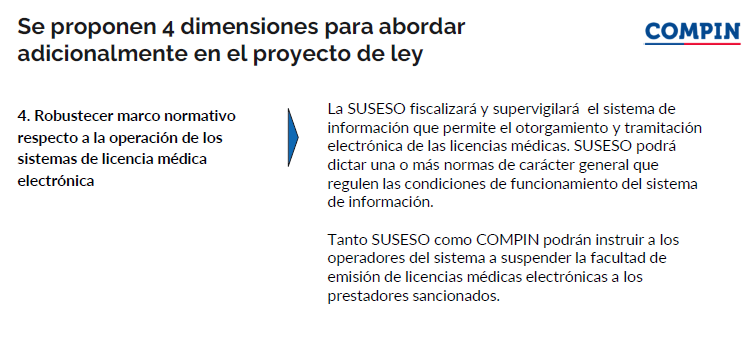 Se proponen 4 dimensiones para abordar
adicionalmente en el proyecto de ley
COMPIN
4. Robustecer marco normativo
respecto a la operación de los
sistemas de licencia médica
electrónica
La SUSESO fiscalizará y supervigilará  el sistema de
información que permite el otorgamiento y tramitación
electrónica de las licencias médicas. SUSESO podrá
dictar una o más normas de carácter general que
regulen las condiciones de funcionamiento del sistema
de información.
Tanto SUSESO como COMPIN podrán instruir a los
operadores del sistema a suspender la facultad de
emisión de licencias médicas electrónicas a los
prestadores sancionados.